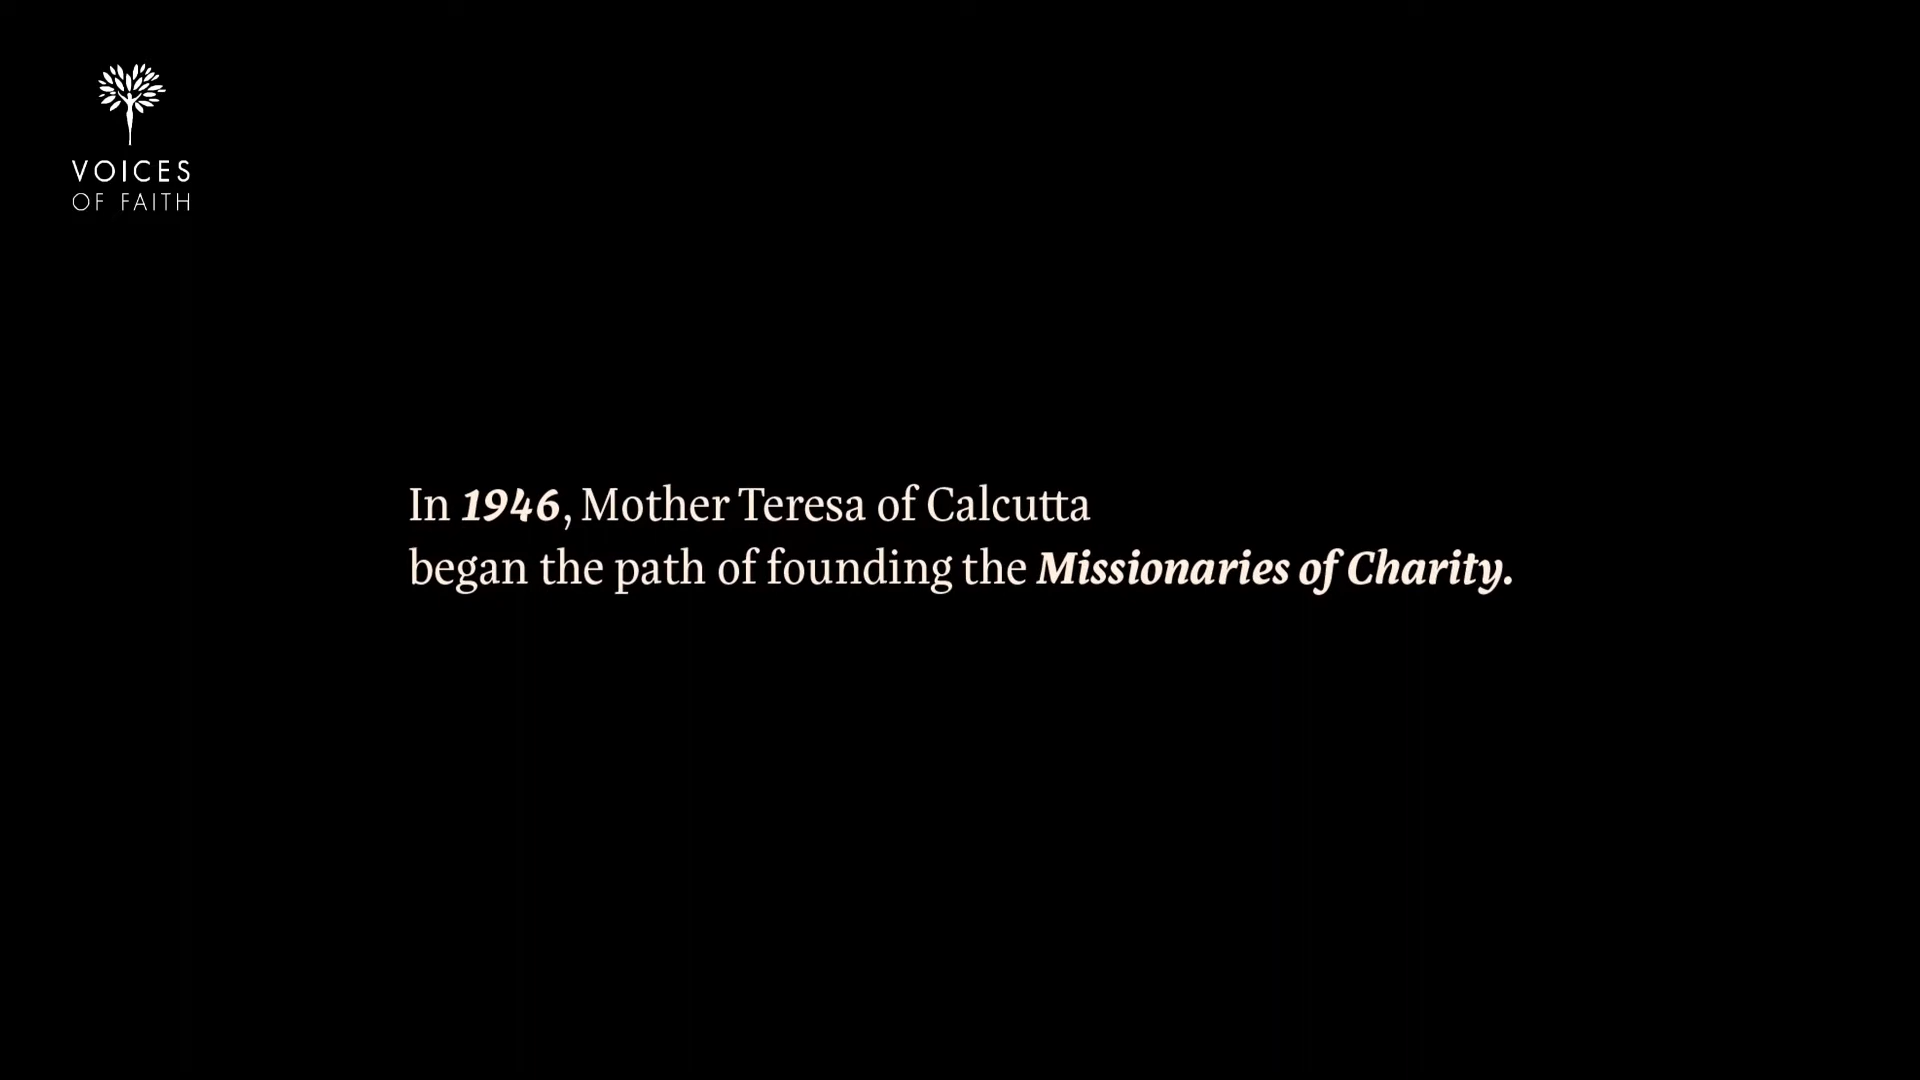 VOICES
OF FAITH
In 1946, Mother Teresa of Calcutta
began the path of founding the Missionaries of Charity.